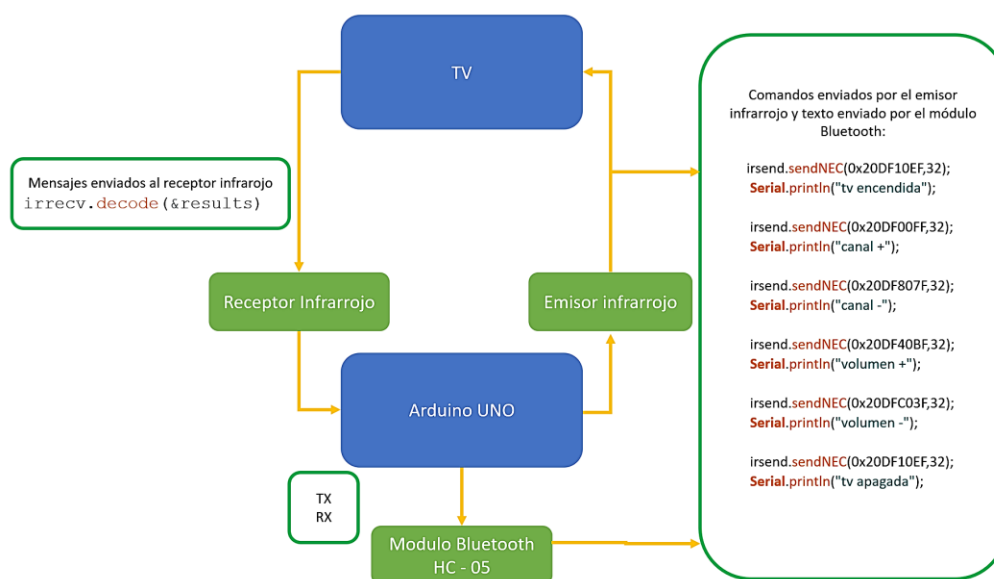 TV
Mensajes enviados al receptor infrarojo
irrecv.decode(&results)
Receptor Infrarrojo
Emisor infrarrojo
Arduino UNO
TX
RX
Modulo Bluetooth
HC - 05
Comandos enviados por el emisor
infrarrojo y texto enviado por el módulo
Bluetooth:
irsend.sendNEC(0x20DF10EF,32);
Serial.println("tv encendida");
irsend.sendNEC(0x20DF00FF,32);
Serial.println("canal +");
irsend.sendNEC(0x20DF807F,32);
Serial.println("canal -");
irsend.sendNEC(0x20DF40BF,32);
Serial.println("volumen +");
irsend.sendNEC(0x20DFC03F,32);
Serial.println("volumen -");
irsend.sendNEC(0x20DF10EF,32);
Serial.println("tv apagada");